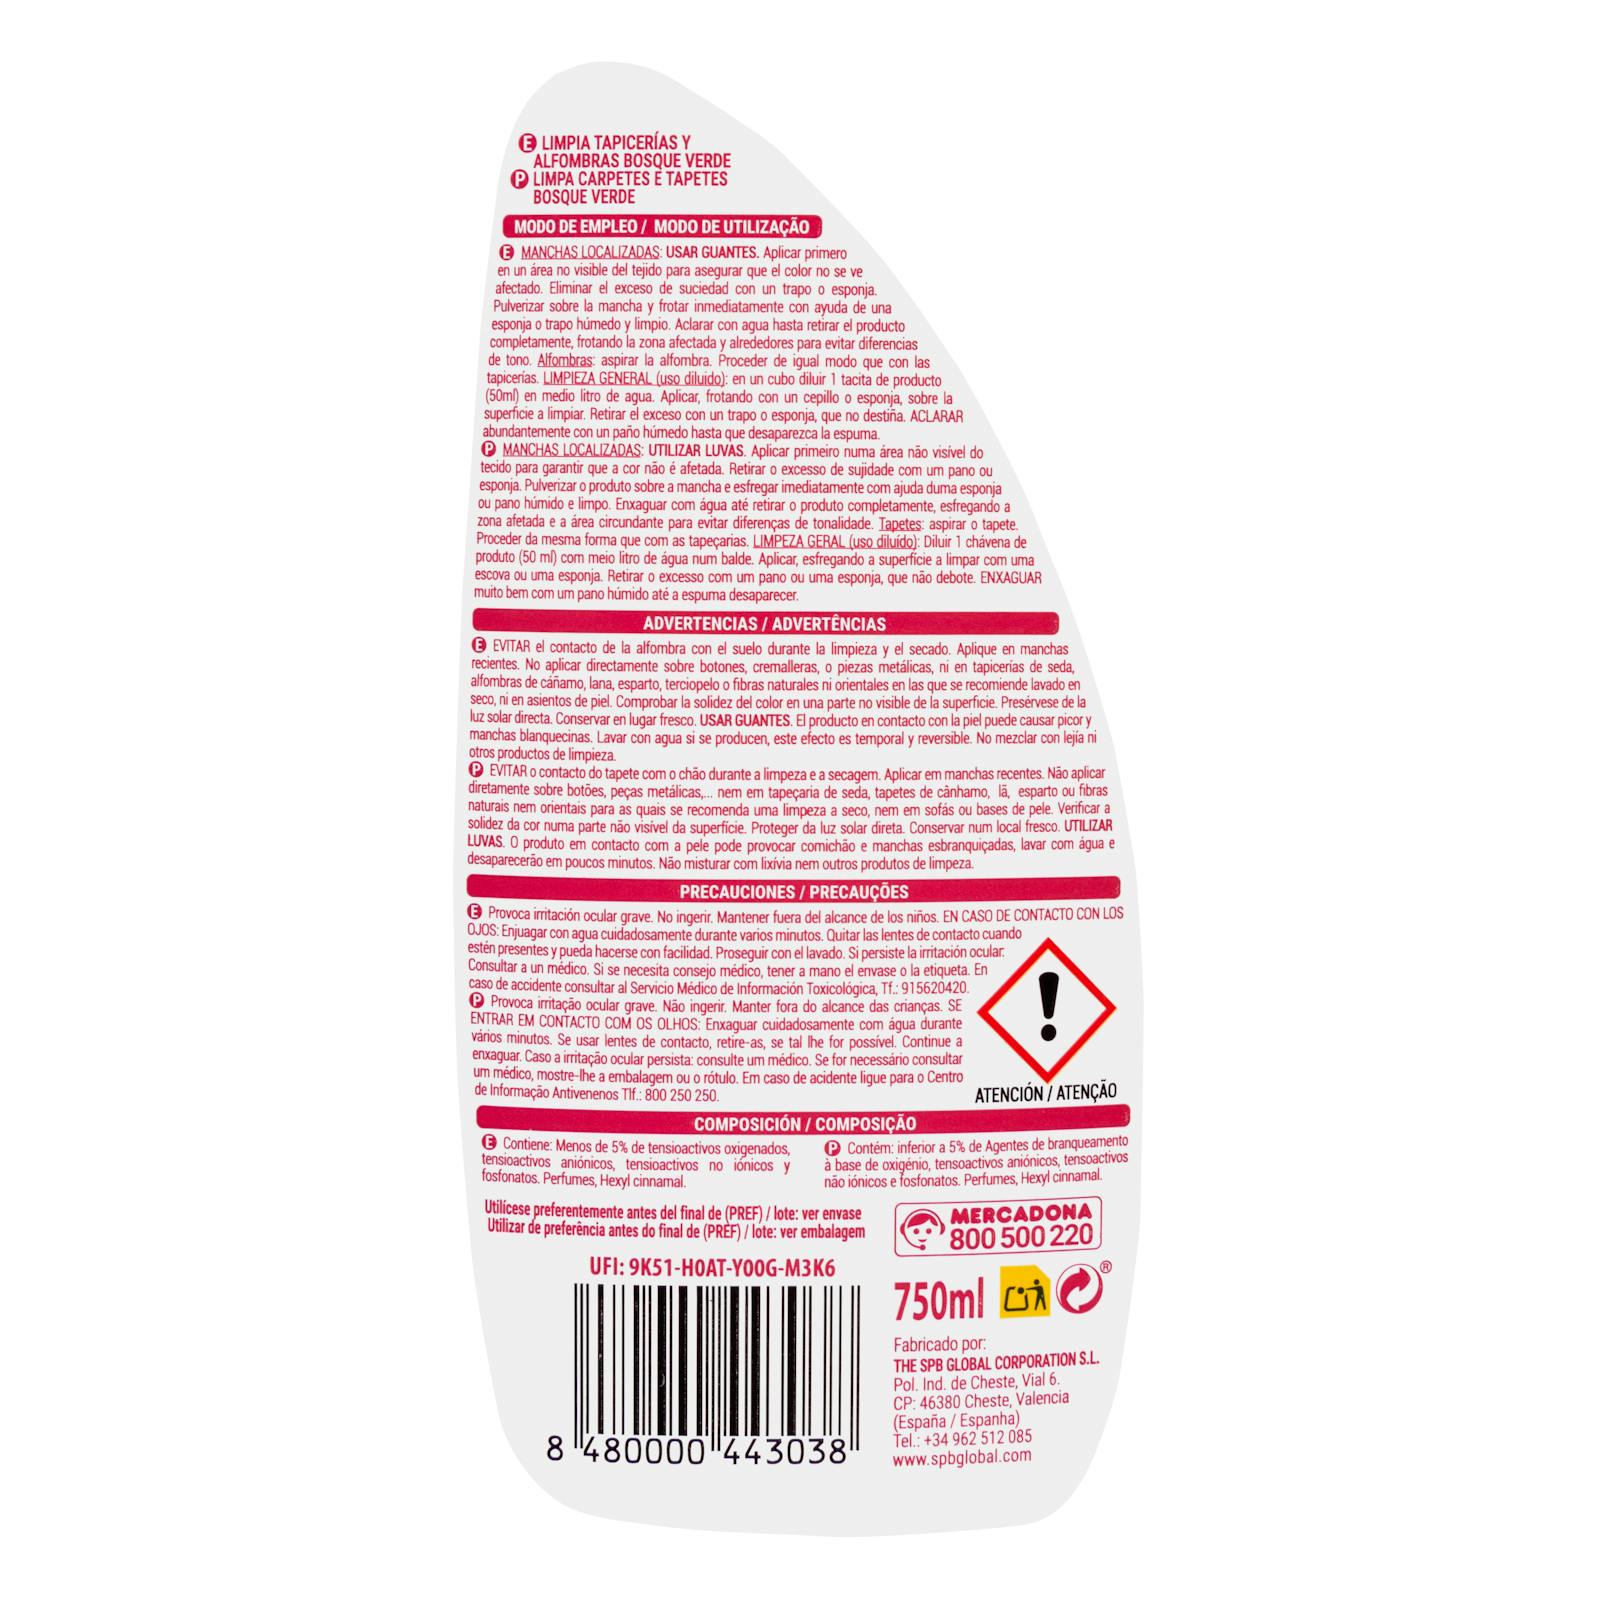 E LIMPIA TAPICERÍAS Y
ALFOMBRAS BOSQUE VERDE
P LIMPA CARPETES E TAPETES
BOSQUE VERDE
MODO DE EMPLEO / MODO DE UTILIZAÇÃO
E MANCHAS LOCALIZADAS: USAR GUANTES. Aplicar primero
en un área no visible del tejido para asegurar que el color no se ve
afectado. Eliminar el exceso de suciedad con un trapo o esponja.
Pulverizar sobre la mancha y frotar inmediatamente con ayuda de una
esponja o trapo húmedo y limpio. Aclarar con agua hasta retirar el producto
completamente, frotando la zona afectada y alrededores para evitar diferencias
de tono. Alfombras: aspirar la alfombra. Proceder de igual modo que con las
tapicerías. LIMPIEZA GENERAL (uso diluido): en un cubo diluir 1 tacita de producto
(50ml) en medio litro de agua. Aplicar, frotando con un cepillo o esponja, sobre la
superficie a limpiar. Retirar el exceso con un trapo o esponja, que no destiña. ACLARAR
abundantemente con un paño húmedo hasta que desaparezca la espuma.
P MANCHAS LOCALIZADAS: UTILIZAR LUVAS. Aplicar primeiro numa área não visível do
tecido para garantir que a cor não é afetada. Retirar o excesso de sujidade com um pano ou
esponja. Pulverizar o produto sobre a mancha e esfregar imediatamente com ajuda duma esponja
ou pano húmido e limpo. Enxaguar com água até retirar o produto completamente, esfregando a
zona afetada e a área circundante para evitar diferenças de tonalidade. Tapetes: aspirar o tapete.
Proceder da mesma forma que com as tapeçarias. LIMPEZA GERAL (uso diluído): Diluir 1 chávena de
produto (50 ml) com meio litro de água num balde. Aplicar, esfregando a superfície a limpar com uma
escova ou uma esponja. Retirar o excesso com um pano ou uma esponja, que não debote. ENXAGUAR
muito bem com um pano húmido até a espuma desaparecer.
ADVERTENCIAS / ADVERTÊNCIAS
E EVITAR el contacto de la alfombra con el suelo durante la limpieza y el secado. Aplique en manchas
recientes. No aplicar directamente sobre botones, cremalleras, o piezas metálicas, ni en tapicerías de seda,
alfombras de cáñamo, lana, esparto, terciopelo o fibras naturales ni orientales en las que se recomiende lavado en
seco, ni en asientos de piel. Comprobar la solidez del color en una parte no visible de la superficie. Presérvese de la
luz solar directa. Conservar en lugar fresco. USAR GUANTES. El producto en contacto con la piel puede causar picor y
manchas blanquecinas. Lavar con agua si se producen, este efecto es temporal y reversible. No mezclar con lejía ni
otros productos de limpieza.
P EVITAR o contacto do tapete com o chão durante a limpeza e a secagem. Aplicar em manchas recentes. Não aplicar
diretamente sobre botões, peças metálicas,... nem em tapeçaria de seda, tapetes de cânhamo, lã, esparto ou fibras
naturais nem orientais para as quais se recomenda uma limpeza a seco, nem em sofás ou bases de pele. Verificar a
solidez da cor numa parte não visível da superfície. Proteger da luz solar direta. Conservar num local fresco. UTILIZAR
LUVAS. O produto em contacto com a pele pode provocar comichão e manchas esbranquiçadas, lavar com água e
desaparecerão em poucos minutos. Não misturar com lixívia nem outros produtos de limpeza.
PRECAUCIONES / PRECAUÇÕES
E Provoca irritación ocular grave. No ingerir. Mantener fuera del alcance de los niños. EN CASO DE CONTACTO CON LOS
OJOS: Enjuagar con agua cuidadosamente durante varios minutos. Quitar las lentes de contacto cuando
estén presentes y pueda hacerse con facilidad. Proseguir con el lavado. Si persiste la irritación ocular:
Consultar a un médico. Si se necesita consejo médico, tener a mano el envase o la etiqueta. En
caso de accidente consultar al Servicio Médico de Información Toxicológica, Tf.: 915620420.
P Provoca irritação ocular grave. Não ingerir. Manter fora do alcance das crianças. SE
ENTRAR EM CONTACTO COM OS OLHOS: Enxaguar cuidadosamente com água durante
vários minutos. Se usar lentes de contacto, retire-as, se tal lhe for possível. Continue a
enxaguar. Caso a irritação ocular persista: consulte um médico. Se for necessário consultar
um médico, mostre-lhe a embalagem ou o rótulo. Em caso de acidente ligue para o Centro
de Informação Antivenenos Tlf.: 800 250 250.
ATENCIÓN / ATENÇÃO
COMPOSICIÓN / COMPOSIÇÃO
E Contiene: Menos de 5% de tensioactivos oxigenados,
tensioactivos aniónicos, tensioactivos no iónicos y
fosfonatos. Perfumes, Hexyl cinnamal.
P Contém: inferior a 5% de Agentes de branqueamento
à base de oxigénio, tensoactivos aniónicos, tensoactivos
não iónicos e fosfonatos. Perfumes, Hexyl cinnamal.
Utilícese preferentemente antes del final de (PREF) / lote: ver envase
Utilizar de preferência antes do final de (PREF) / lote: ver embalagem
MERCADONA
800 500 220
UFI: 9K51-H0AT-Y00G-M3K6
750ml
®
8 480000 443038
Fabricado por:
THE SPB GLOBAL CORPORATION S.L.
Pol. Ind. de Cheste, Vial 6.
CP: 46380 Cheste, Valencia
(España / Espanha)
Tel.: +34 962 512 085
www.spbglobal.com